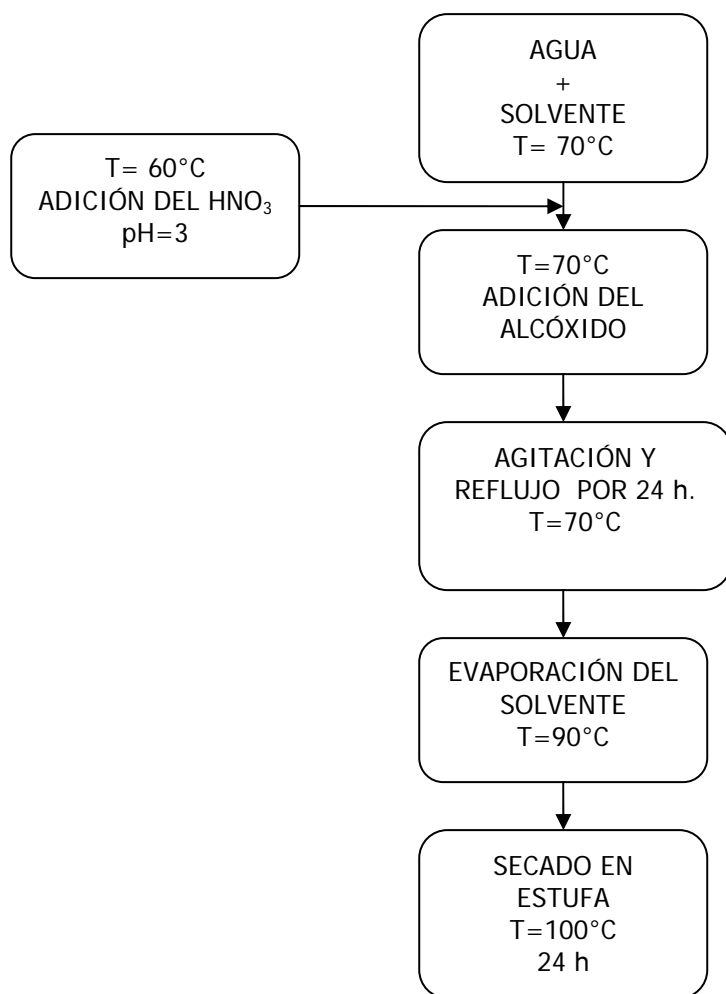 AGUA
+
SOLVENTE
T= 70°C
T= 60°C
ADICIÓN DEL HNO₃
pH=3
T=70°C
ADICIÓN DEL
ALCÓXIDO
AGITACIÓN Y
REFLUJO POR 24 h.
T=70°C
EVAPORACIÓN DEL
SOLVENTE
T=90°C
SECADO EN
ESTUFA
T=100°C
24 h